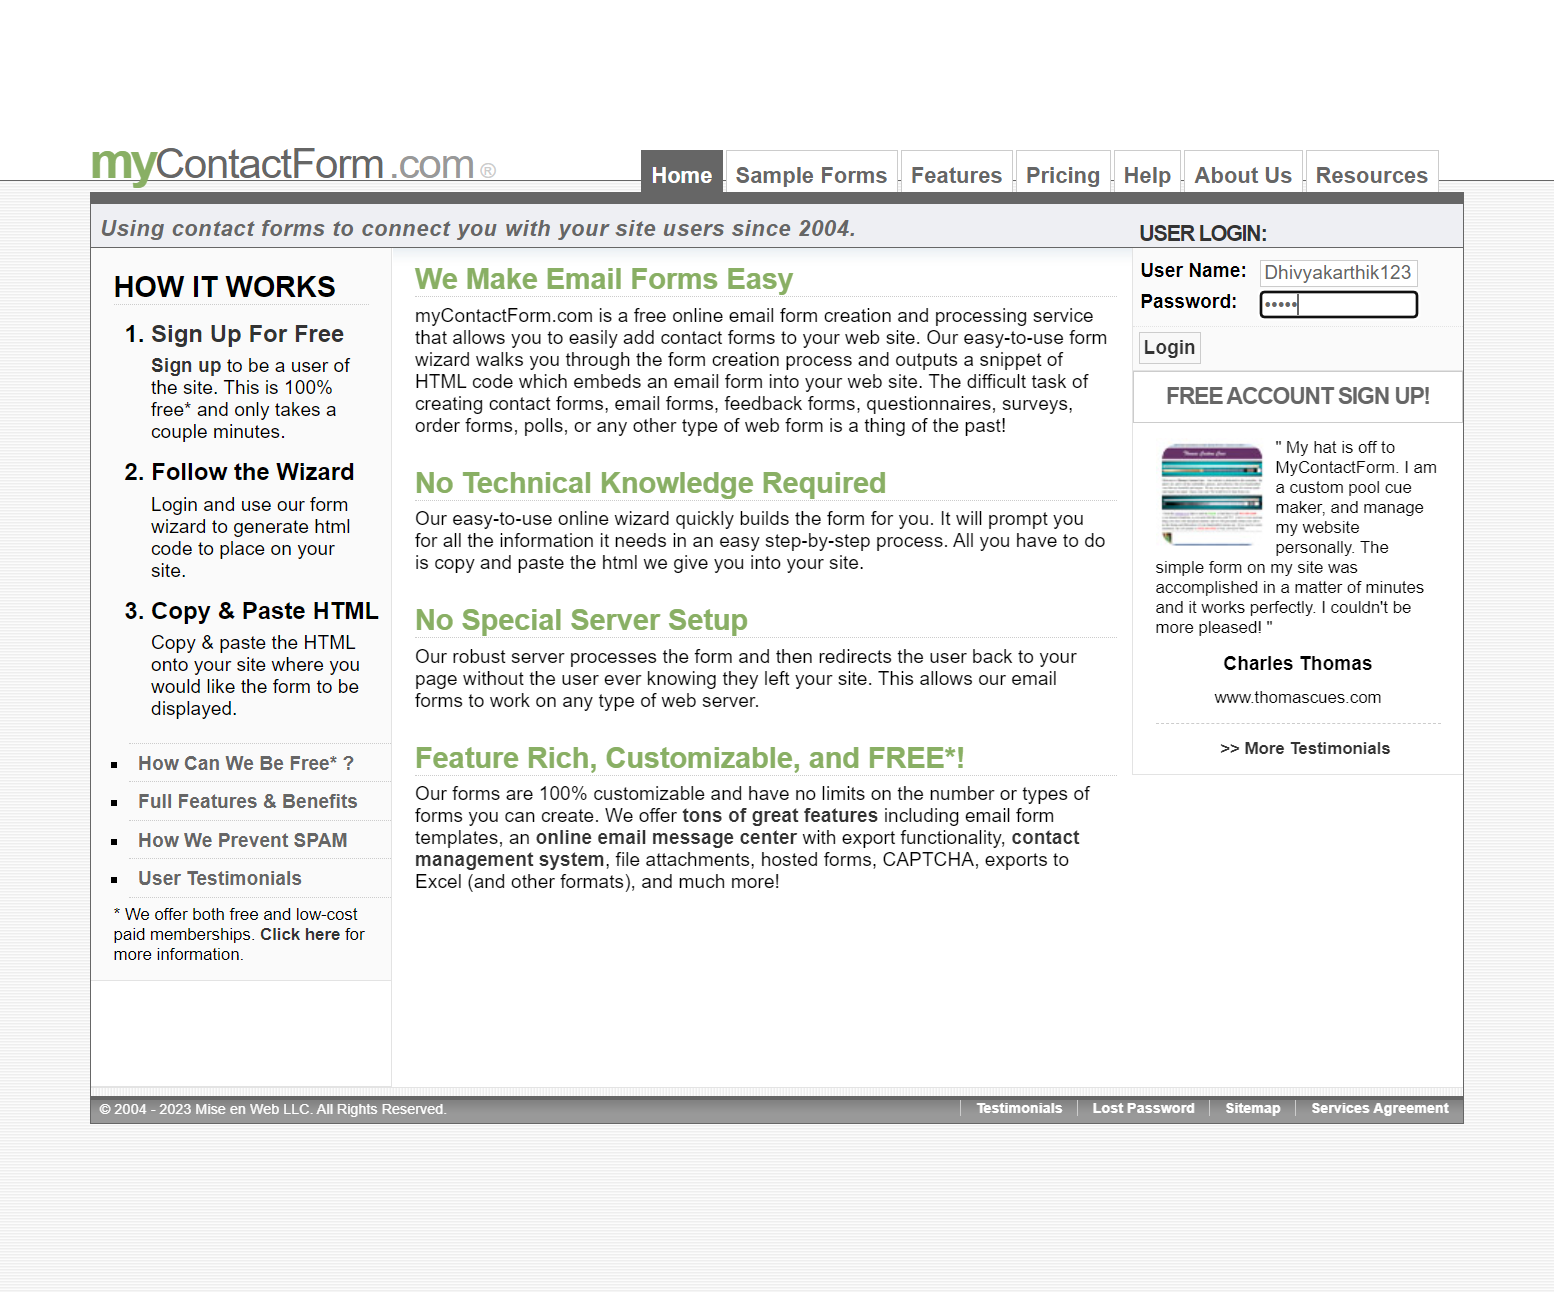 myContactForm.com ®
Home Sample Forms Features Pricing Help About Us Resources
Using contact forms to connect you with your site users since 2004.
USER LOGIN:
HOW IT WORKS
1. Sign Up For Free
Sign up to be a user of
the site. This is 100%
free* and only takes a
couple minutes.
2. Follow the Wizard
Login and use our form
wizard to generate html
code to place on your
site.
3. Copy & Paste HTML
Copy & paste the HTML
onto your site where you
would like the form to be
displayed.
How Can We Be Free* ?
Full Features & Benefits
How We Prevent SPAM
User Testimonials
* We offer both free and low-cost
paid memberships. Click here for
more information.
We Make Email Forms Easy
myContactForm.com is a free online email form creation and processing service
that allows you to easily add contact forms to your web site. Our easy-to-use form
wizard walks you through the form creation process and outputs a snippet of
HTML code which embeds an email form into your web site. The difficult task of
creating contact forms, email forms, feedback forms, questionnaires, surveys,
order forms, polls, or any other type of web form is a thing of the past!
No Technical Knowledge Required
Our easy-to-use online wizard quickly builds the form for you. It will prompt you
for all the information it needs in an easy step-by-step process. All you have to do
is copy and paste the html we give you into your site.
No Special Server Setup
Our robust server processes the form and then redirects the user back to your
page without the user ever knowing they left your site. This allows our email
forms to work on any type of web server.
Feature Rich, Customizable, and FREE*!
Our forms are 100% customizable and have no limits on the number or types of
forms you can create. We offer tons of great features including email form
templates, an online email message center with export functionality, contact
management system, file attachments, hosted forms, CAPTCHA, exports to
Excel (and other formats), and much more!
User Name: Dhivyakarthik123
Password: •••••
Login
FREE ACCOUNT SIGN UP!
" My hat is off to
MyContactForm. I am
a custom pool cue
maker, and manage
my website
personally. The
simple form on my site was
accomplished in a matter of minutes
and it works perfectly. I couldn't be
more pleased! "
Charles Thomas
www.thomascues.com
>> More Testimonials
© 2004 - 2023 Mise en Web LLC. All Rights Reserved.
Testimonials Lost Password Sitemap Services Agreement